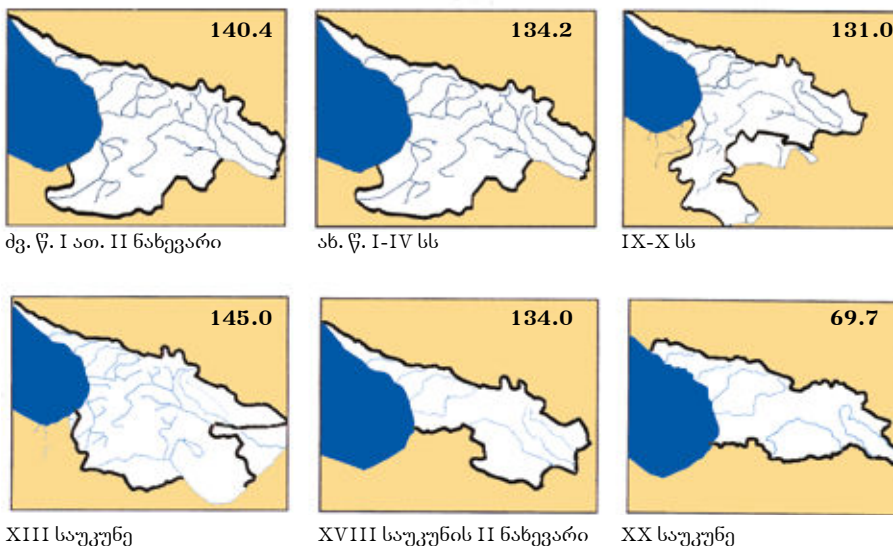 140.4
134.2
131.0
ძვ. წ. I ათ. II ნახევარი
ახ. წ. I-IV სს
IX-X სს
145.0
134.0
69.7
XIII საუკუნე
XVIII საუკუნის II ნახევარი
XX საუკუნე